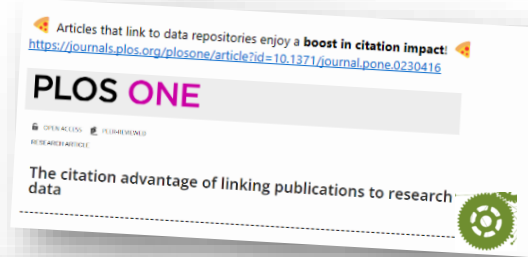 🍕 Articles that link to data repositories enjoy a boost in citation impact! 🍕
https://journals.plos.org/plosone/article?id=10.1371/journal.pone.0230416
PLOS ONE
OPEN ACCESS PEER-REVIEWED
RESEARCH ARTICLE
The citation advantage of linking publications to research
data